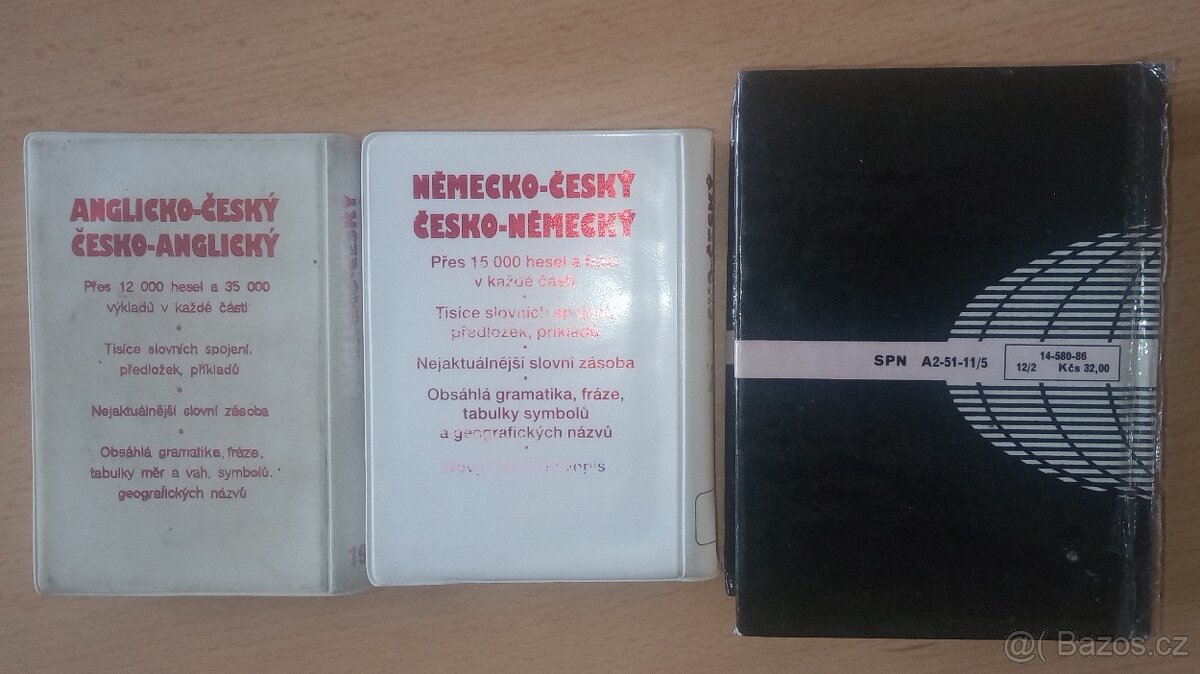 ANGLICKO-ČESKÝ
ČESKO-ANGLICKÝ
Přes 12 000 hesel a 35 000
výkladů v každé části
•
Tisíce slovních spojení,
předložek, příkladů
•
Nejaktuálnější slovní zásoba
•
Obsáhlá gramatika, fráze,
tabulky měr a vah, symbolů,
geografických názvů
NĚMECKO-ČESKÝ
ČESKO-NĚMECKÝ
Přes 15 000 hesel a
v každé části
•
Tisíce slovních
předložek, příkladů
•
Nejaktuálnější slovní zásoba
•
Obsáhlá gramatika, fráze,
tabulky symbolů
a geografických názvů
•
SPN A2-51-11/5
14-580-86
12/2 Kčs 32,00
@( Bazos.cz